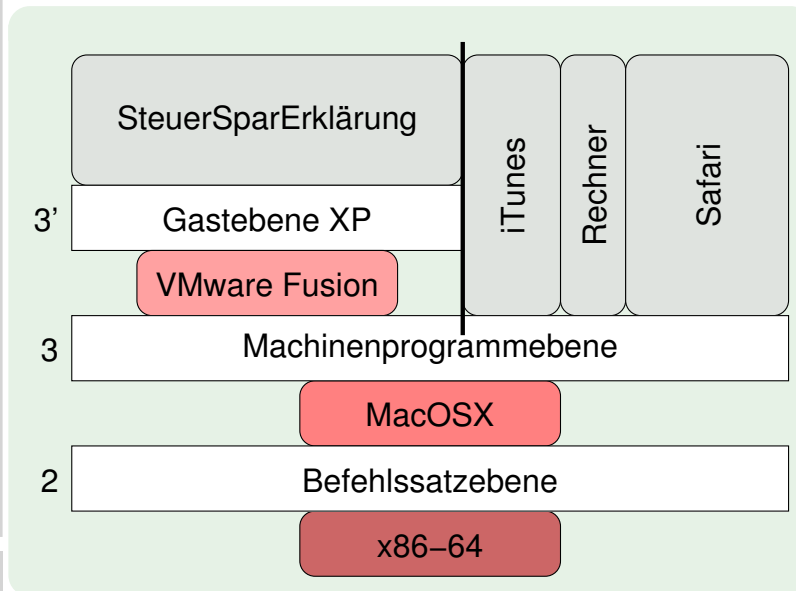 SteuerSparErklärung
iTunes
Rechner
Safari
3’ Gastebene XP
VMware Fusion
3 Machinenprogrammebene
MacOSX
2 Befehlssatzebene
x86−64